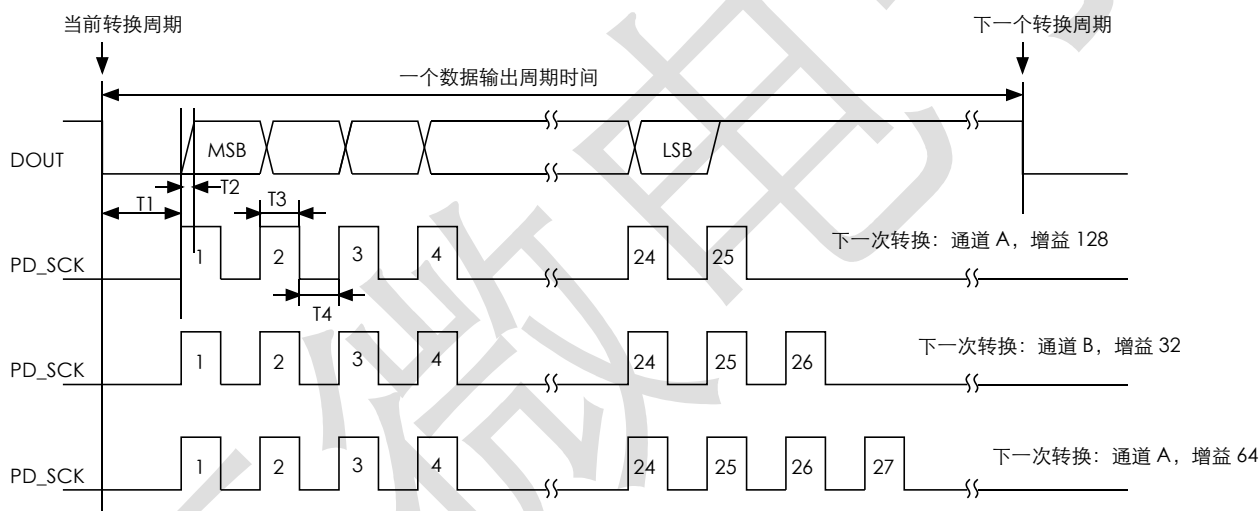 当前转换周期 下一个转换周期
一个数据输出周期时间
DOUT MSB LSB
T2
T1 T3
PD_SCK 1 2 3 4 24 25 下一次转换：通道 A，增益 128
T4
PD_SCK 1 2 3 4 24 25 26 下一次转换：通道 B，增益 32
PD_SCK 1 2 3 4 24 25 26 27 下一次转换：通道 A，增益 64
微电